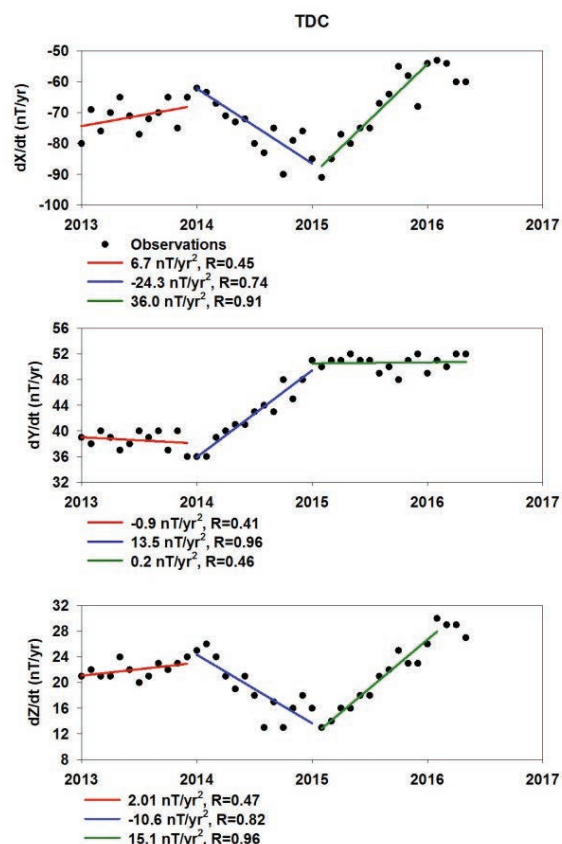 TDC
dX/dt (nT/yr)
-50
-60
-70
-80
-90
-100
2013 2014 2015 2016 2017
Observations
6.7 nT/yr², R=0.45
-24.3 nT/yr², R=0.74
36.0 nT/yr², R=0.91
dY/dt (nT/yr)
56
52
48
44
40
36
32
2013 2014 2015 2016 2017
-0.9 nT/yr², R=0.41
13.5 nT/yr², R=0.96
0.2 nT/yr², R=0.46
dZ/dt (nT/yr)
32
28
24
20
16
12
8
2013 2014 2015 2016 2017
2.01 nT/yr², R=0.47
-10.6 nT/yr², R=0.82
15.1 nT/yr², R=0.96